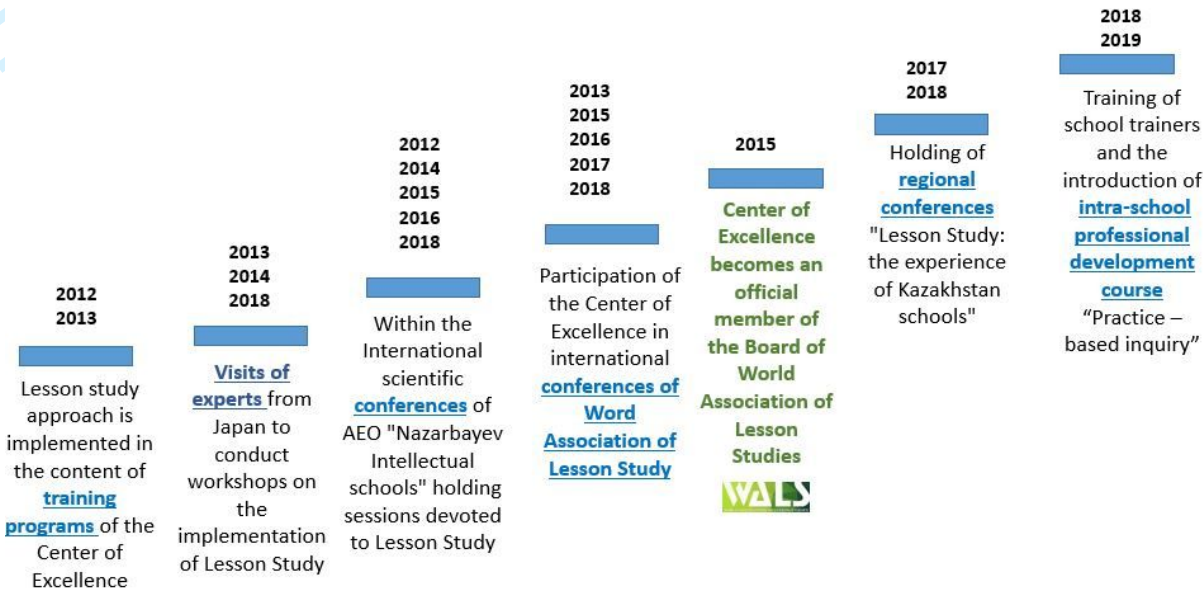 2012
2013
Lesson study
approach is
implemented in
the content of
training
programs of the
Center of
Excellence
2013
2014
2018
Visits of
experts from
Japan to
conduct
workshops on
the
implementation
of Lesson Study
2012
2014
2015
2016
2018
Within the
International
scientific
conferences of
AEO "Nazarbayev
Intellectual
schools" holding
sessions devoted
to Lesson Study
2013
2015
2016
2017
2018
Participation of
the Center of
Excellence in
international
conferences of
Word
Association of
Lesson Study
2015
Center of
Excellence
becomes an
official
member of
the Board of
World
Association of
Lesson
Studies
WALS
2017
2018
Holding of
regional
conferences
"Lesson Study:
the experience
of Kazakhstan
schools"
2018
2019
Training of
school trainers
and the
introduction of
intra-school
professional
development
course
“Practice –
based inquiry”